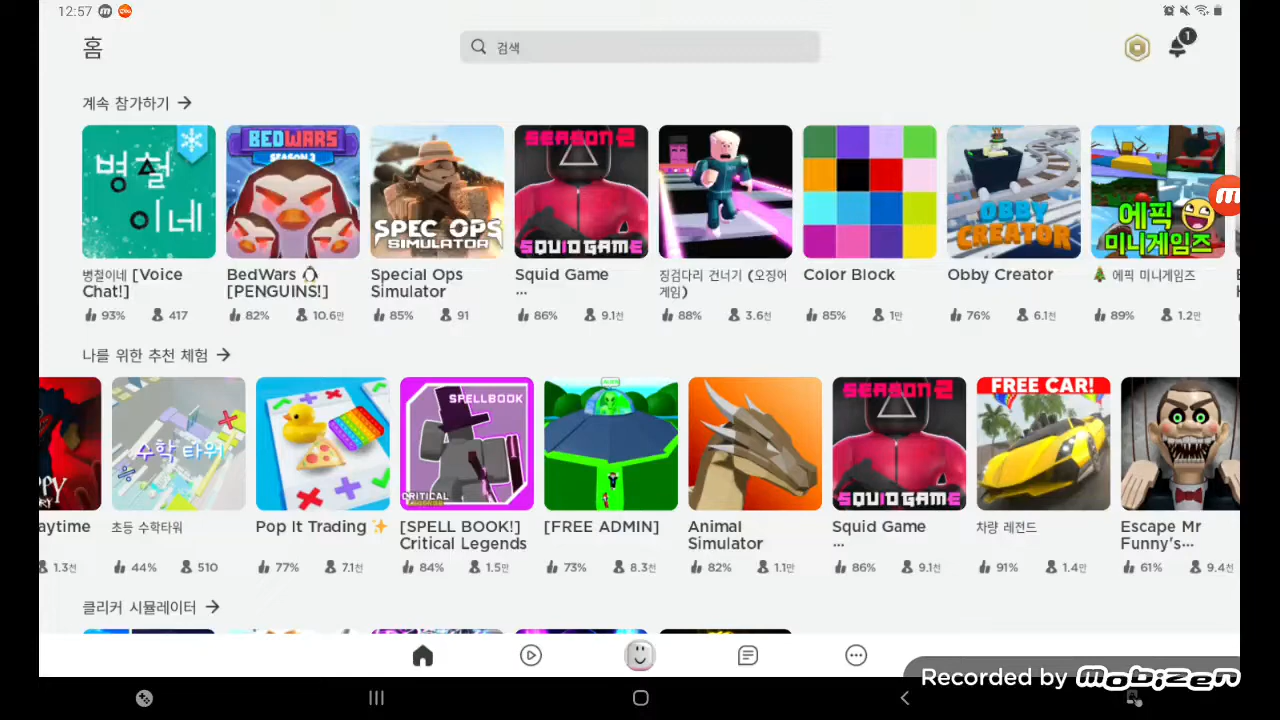 12:57
홈
검색
1
계속 참가하기 →
병철이네
BEDWARS
SEASON 3
SPEC OPS
SIMULATOR
SEASON 2
SQUID GAME
OBBY
CREATOR
에픽
미니게임즈
병철이네 [Voice
Chat!]
BedWars 🐧
[PENGUINS!]
Special Ops
Simulator
Squid Game
...
징검다리 건너기 (오징어
게임)
Color Block
Obby Creator
🎄 에픽 미니게임즈
93% 417
82% 10.6만
85% 91
86% 9.1천
88% 3.6천
85% 1만
76% 6.1천
89% 1.2만
나를 위한 추천 체험 →
수학 타워
SPELLBOOK
CRITICAL
SEASON 2
SQUID GAME
FREE CAR!
aytime
초등 수학타워
Pop It Trading ✨
[SPELL BOOK!]
Critical Legends
[FREE ADMIN]
Animal
Simulator
Squid Game
...
차량 레전드
Escape Mr
Funny's...
1.3천
44% 510
77% 7.1천
84% 1.5만
73% 8.3천
82% 1.1만
86% 9.1천
91% 1.4만
61% 9.4천
클리커 시뮬레이터 →
Recorded by mobizen